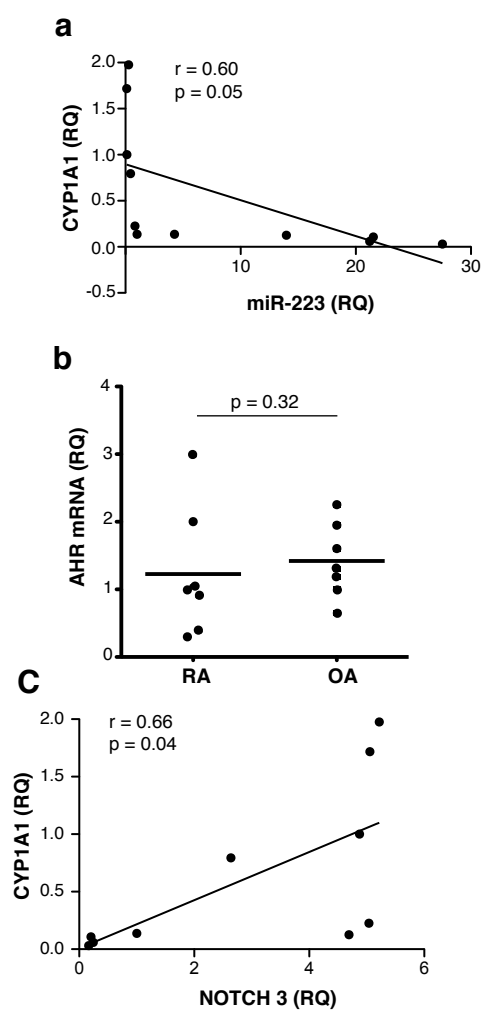 a
r = 0.60
p = 0.05
CYP1A1 (RQ)
2.0
1.5
1.0
0.5
0.0
-0.5
10
20
30
miR-223 (RQ)
b
p = 0.32
AHR mRNA (RQ)
4
3
2
1
0
RA
OA
C
r = 0.66
p = 0.04
CYP1A1 (RQ)
2.0
1.5
1.0
0.5
0.0
0
2
4
6
NOTCH 3 (RQ)